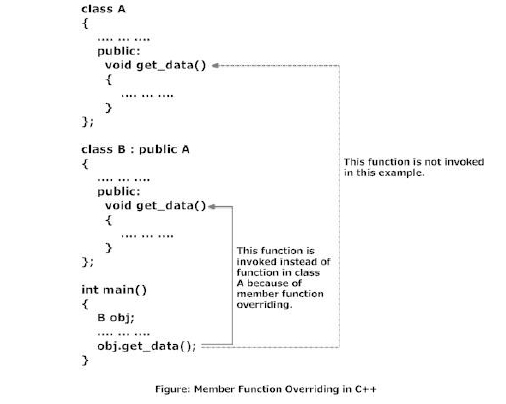 class A
{
.... ... ....
public:
void get_data()
{
.... ... ....
}
};
class B : public A
{
.... ... ....
public:
void get_data()
{
.... ... ....
}
};
int main()
{
B obj;
.... ... ....
obj.get_data();
}
This function is not invoked
in this example.
This function is
invoked instead of
function in class
A because of
member function
overriding.
Figure: Member Function Overriding in C++